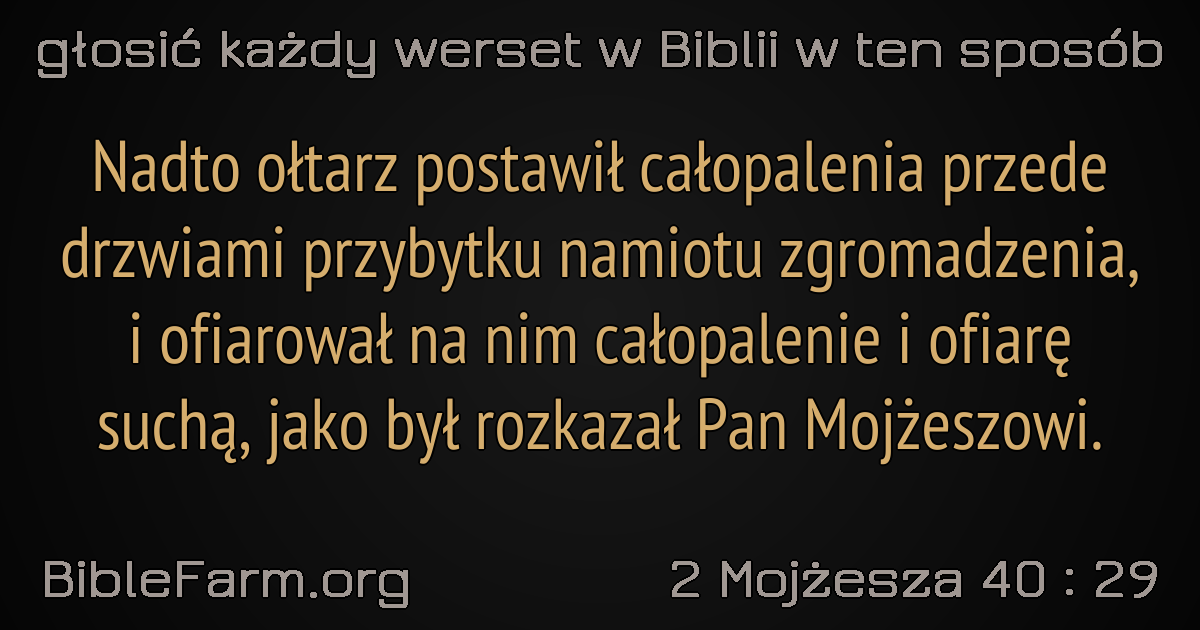 głosić każdy werset w Biblii w ten sposób
Nadto ołtarz postawił całopalenia przede
drzwiami przybytku namiotu zgromadzenia,
i ofiarował na nim całopalenie i ofiarę
suchą, jako był rozkazał Pan Mojżeszowi.
BibleFarm.org
2 Mojżesza 40 : 29